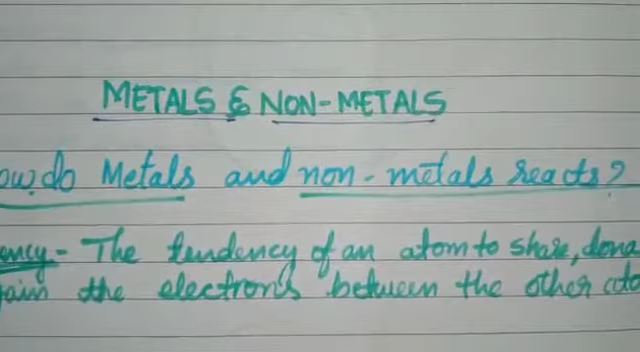 METALS & NON-METALS
ow do Metals and non-metals reacts?
ency - The tendency of an atom to share, dona
gain the electrons between the other ato